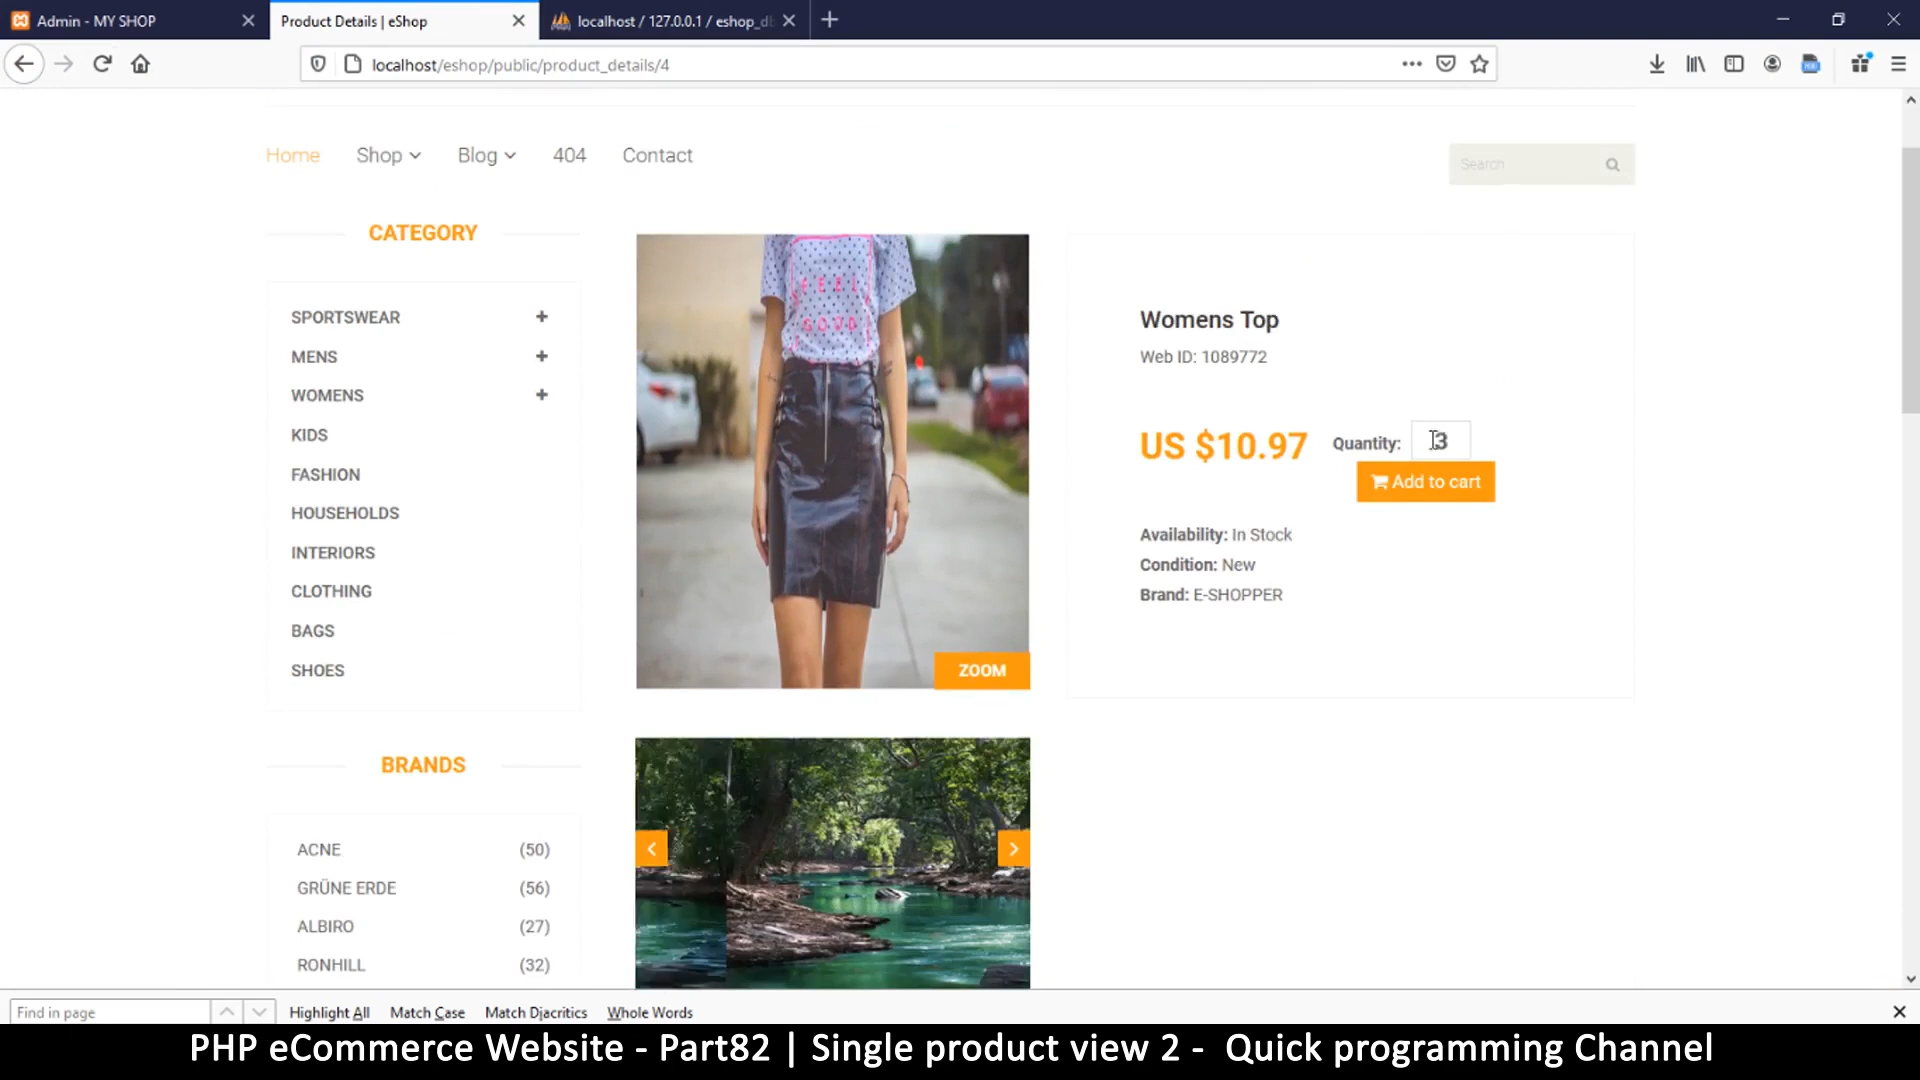 Admin - MY SHOP
Product Details | eShop
localhost / 127.0.0.1 / eshop_db
localhost/eshop/public/product_details/4
Home
Shop
Blog
404
Contact
Search
CATEGORY
SPORTSWEAR
MENS
WOMENS
KIDS
FASHION
HOUSEHOLDS
INTERIORS
CLOTHING
BAGS
SHOES
FEEL
GOOD
ZOOM
Womens Top
Web ID: 1089772
US $10.97
Quantity: 3
Add to cart
Availability: In Stock
Condition: New
Brand: E-SHOPPER
BRANDS
ACNE (50)
GRÜNE ERDE (56)
ALBIRO (27)
RONHILL (32)
Find in page
Highlight All
Match Case
Match Diacritics
Whole Words
PHP eCommerce Website - Part82 | Single product view 2 - Quick programming Channel